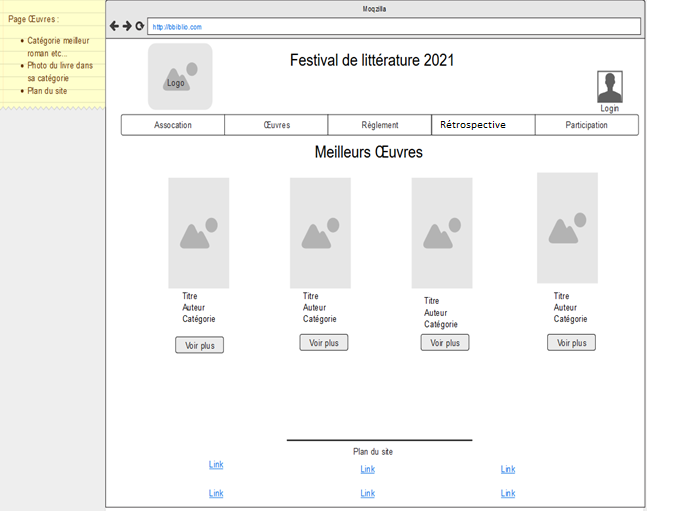 Page Œuvres :
Catégorie meilleur
roman etc...
Photo du livre dans
sa catégorie
Plan du site
Moqzilla
http://bbiblio.com
Logo
Festival de littérature 2021
Login
Assocation
Œuvres
Règlement
Rétrospective
Participation
Meilleurs Œuvres
Titre
Auteur
Catégorie
Voir plus
Titre
Auteur
Catégorie
Voir plus
Titre
Auteur
Catégorie
Voir plus
Titre
Auteur
Catégorie
Voir plus
Plan du site
Link
Link
Link
Link
Link
Link